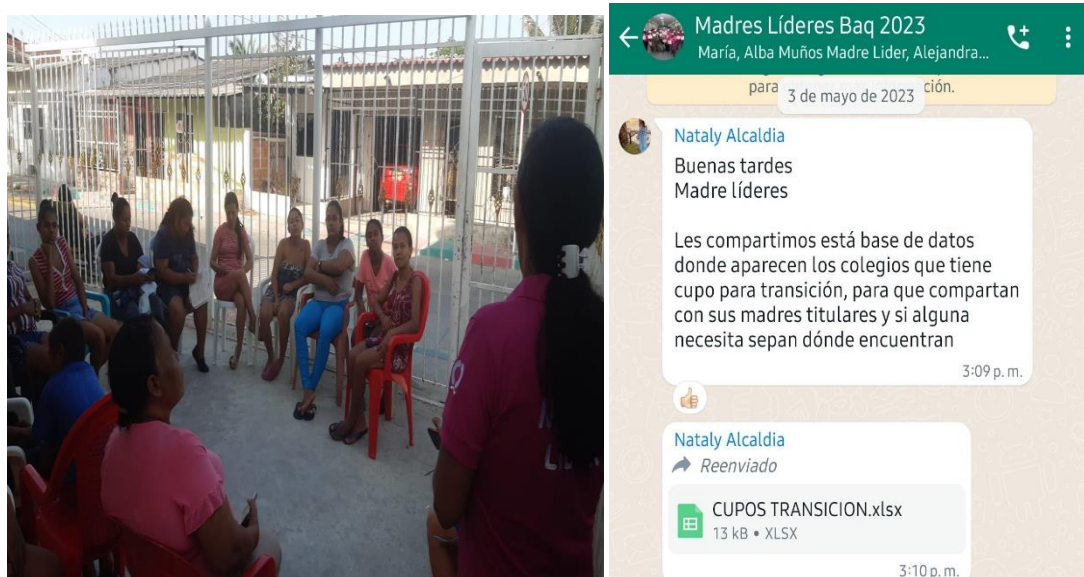 Madres Líderes Baq 2023
María, Alba Muños Madre Lider, Alejandra...
para
ción.
3 de mayo de 2023
Nataly Alcaldia
Buenas tardes
Madre líderes
Les compartimos está base de datos
donde aparecen los colegios que tiene
cupo para transición, para que compartan
con sus madres titulares y si alguna
necesita sepan dónde encuentran
3:09 p. m.
Nataly Alcaldia
Reenviado
CUPOS TRANSICION.xlsx
13 kB • XLSX
3:10 p. m.